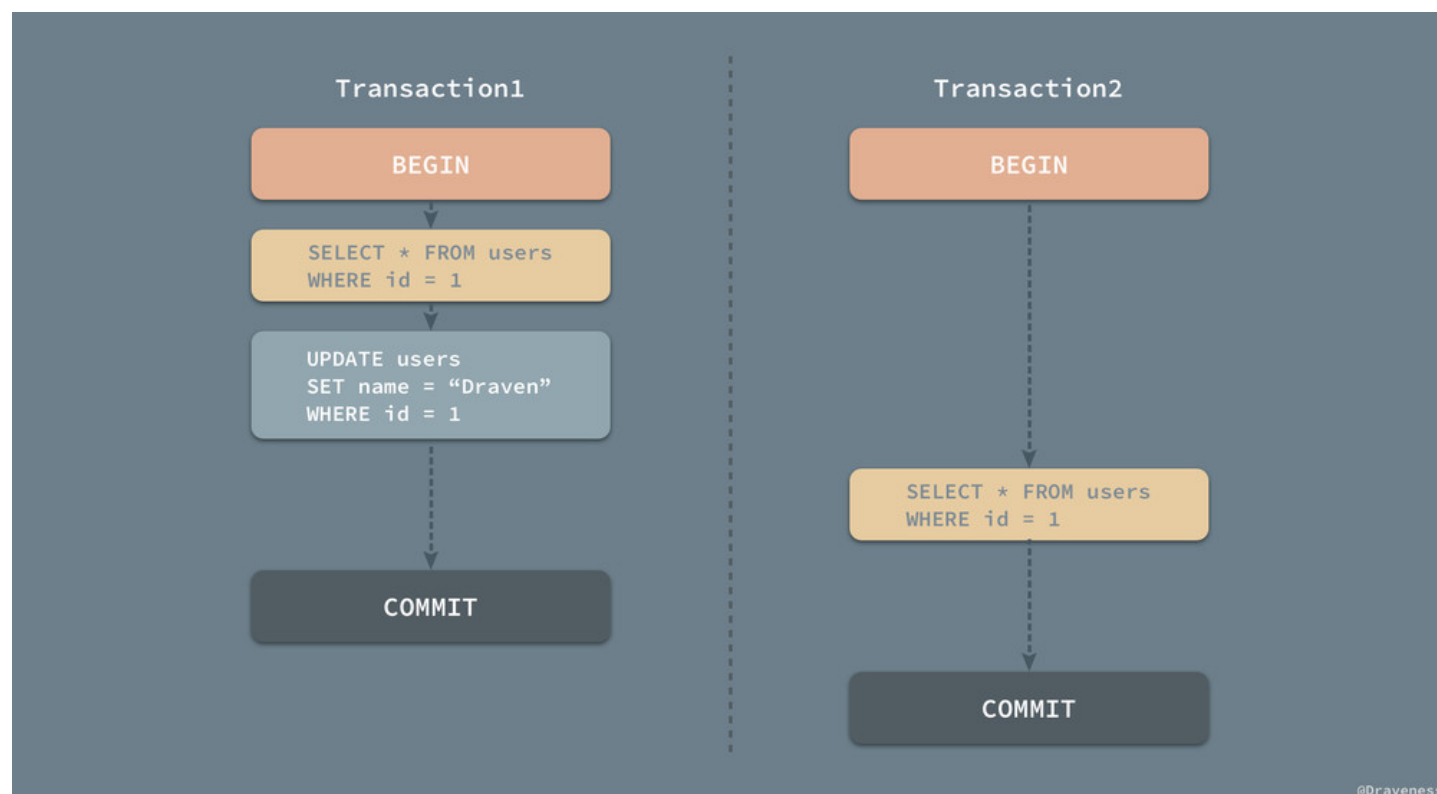 Transaction1
BEGIN
SELECT * FROM users
WHERE id = 1
UPDATE users
SET name = “Draven”
WHERE id = 1
COMMIT
Transaction2
BEGIN
SELECT * FROM users
WHERE id = 1
COMMIT
@Draveness